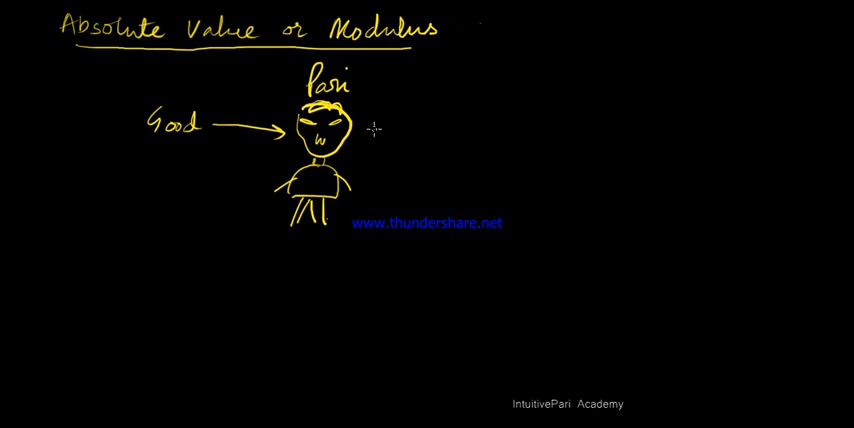 Absolute Value or Modulus
Pari
Good
www.thundershare.net
IntuitivePari Academy